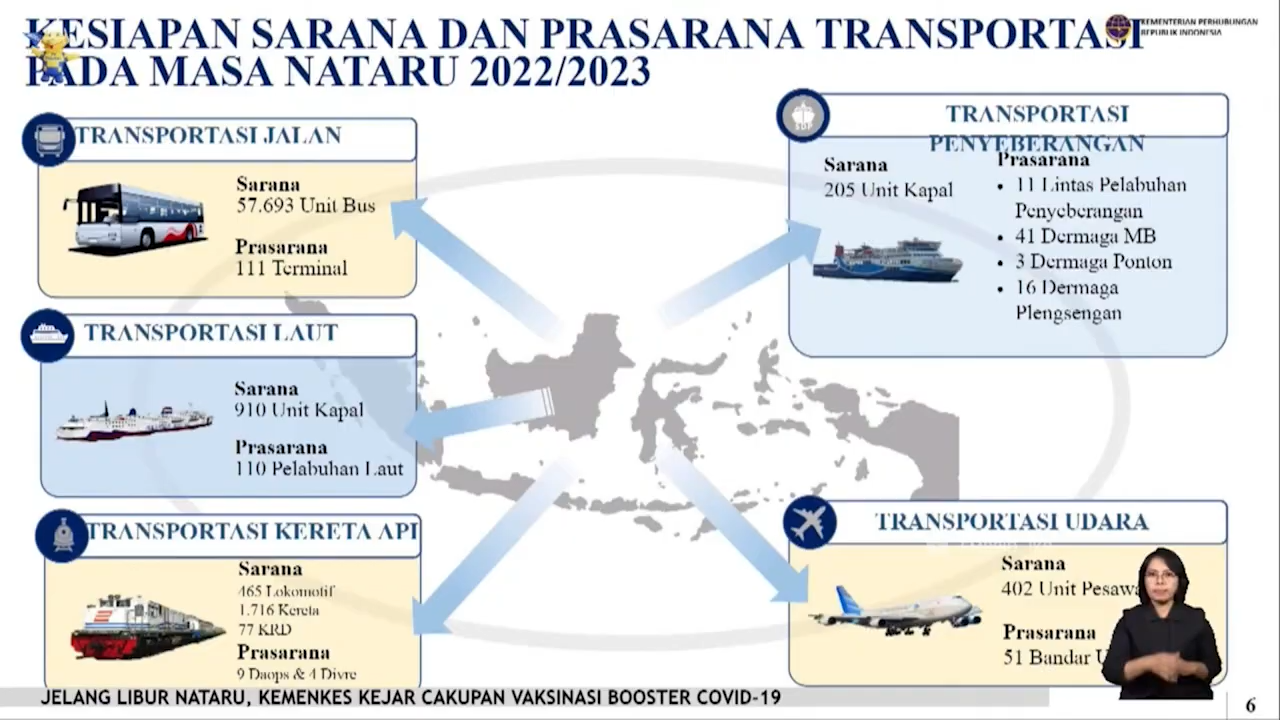 KESIAPAN SARANA DAN PRASARANA TRANSPORTASI
PADA MASA NATARU 2022/2023
KEMENTERIAN PERHUBUNGAN
REPUBLIK INDONESIA
TRANSPORTASI JALAN
Sarana
57.693 Unit Bus
Prasarana
111 Terminal
TRANSPORTASI LAUT
Sarana
910 Unit Kapal
Prasarana
110 Pelabuhan Laut
TRANSPORTASI KERETA API
Sarana
465 Lokomotif
1.716 Kereta
77 KRD
Prasarana
9 Daops & 4 Divre
TRANSPORTASI
PENYEBERANGAN
Sarana
205 Unit Kapal
Prasarana
• 11 Lintas Pelabuhan
Penyeberangan
• 41 Dermaga MB
• 3 Dermaga Ponton
• 16 Dermaga
Plengsengan
TRANSPORTASI UDARA
Sarana
402 Unit Pesaw
Prasarana
51 Bandar U
JELANG LIBUR NATARU, KEMENKES KEJAR CAKUPAN VAKSINASI BOOSTER COVID-19
6